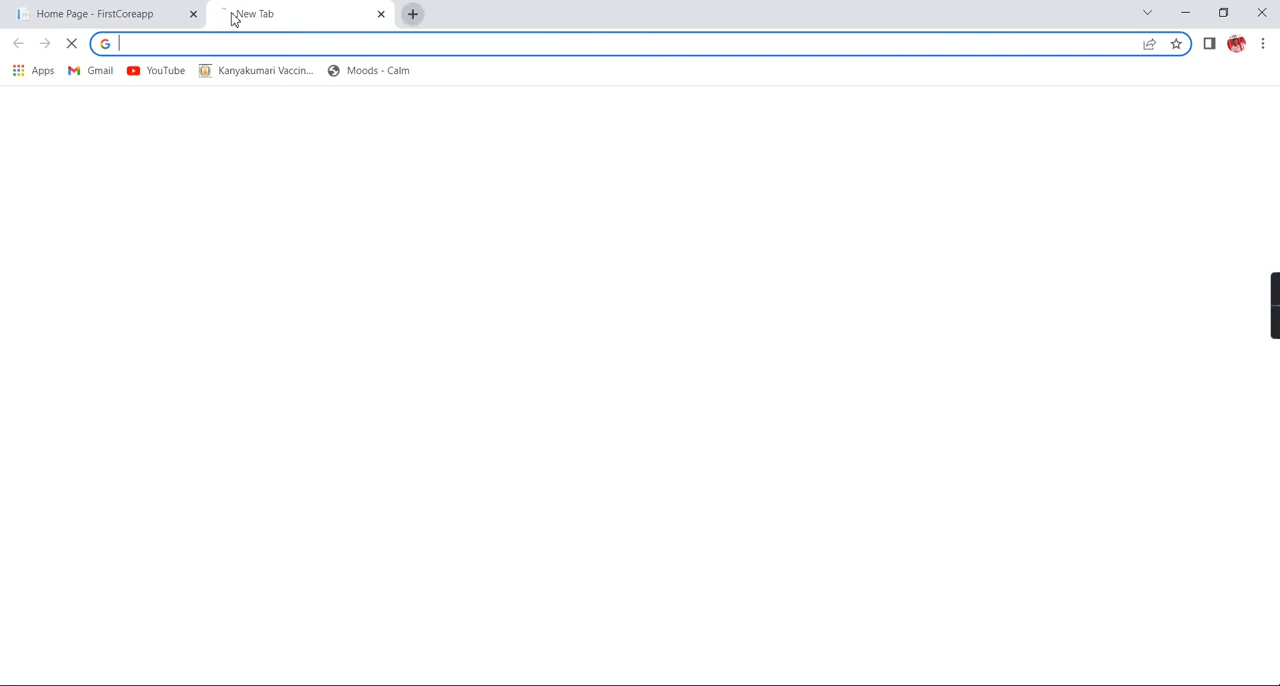 Home Page - FirstCoreapp
New Tab
Apps
Gmail
YouTube
Kanyakumari Vaccin...
Moods - Calm